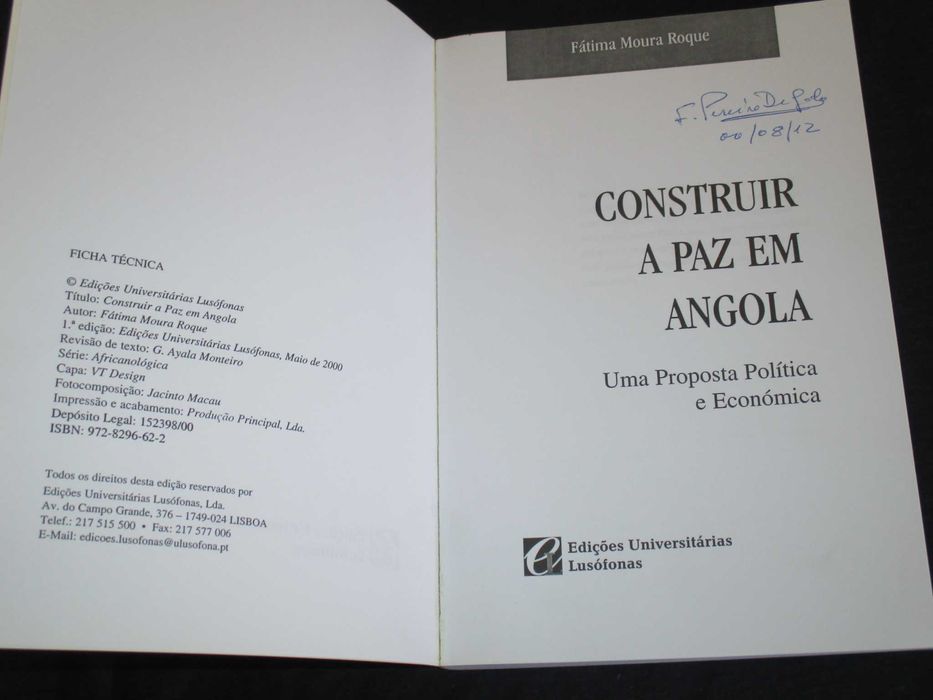 FICHA TÉCNICA
© Edições Universitárias Lusófonas
Título: Construir a Paz em Angola
Autor: Fátima Moura Roque
1.ª edição: Edições Universitárias Lusófonas, Maio de 2000
Revisão de texto: G. Ayala Monteiro
Série: Africanológica
Capa: VT Design
Fotocomposição: Jacinto Macau
Impressão e acabamento: Produção Principal, Lda.
Depósito Legal: 152398/00
ISBN: 972-8296-62-2
Todos os direitos desta edição reservados por
Edições Universitárias Lusófonas, Lda.
Av. do Campo Grande, 376 – 1749-024 LISBOA
Telef.: 217 515 500 • Fax: 217 577 006
E-Mail: edicoes.lusofonas@ulusofona.pt
Fátima Moura Roque
Pereira De
00/08/12
CONSTRUIR
A PAZ EM
ANGOLA
Uma Proposta Política
e Económica
Edições Universitárias
Lusófonas